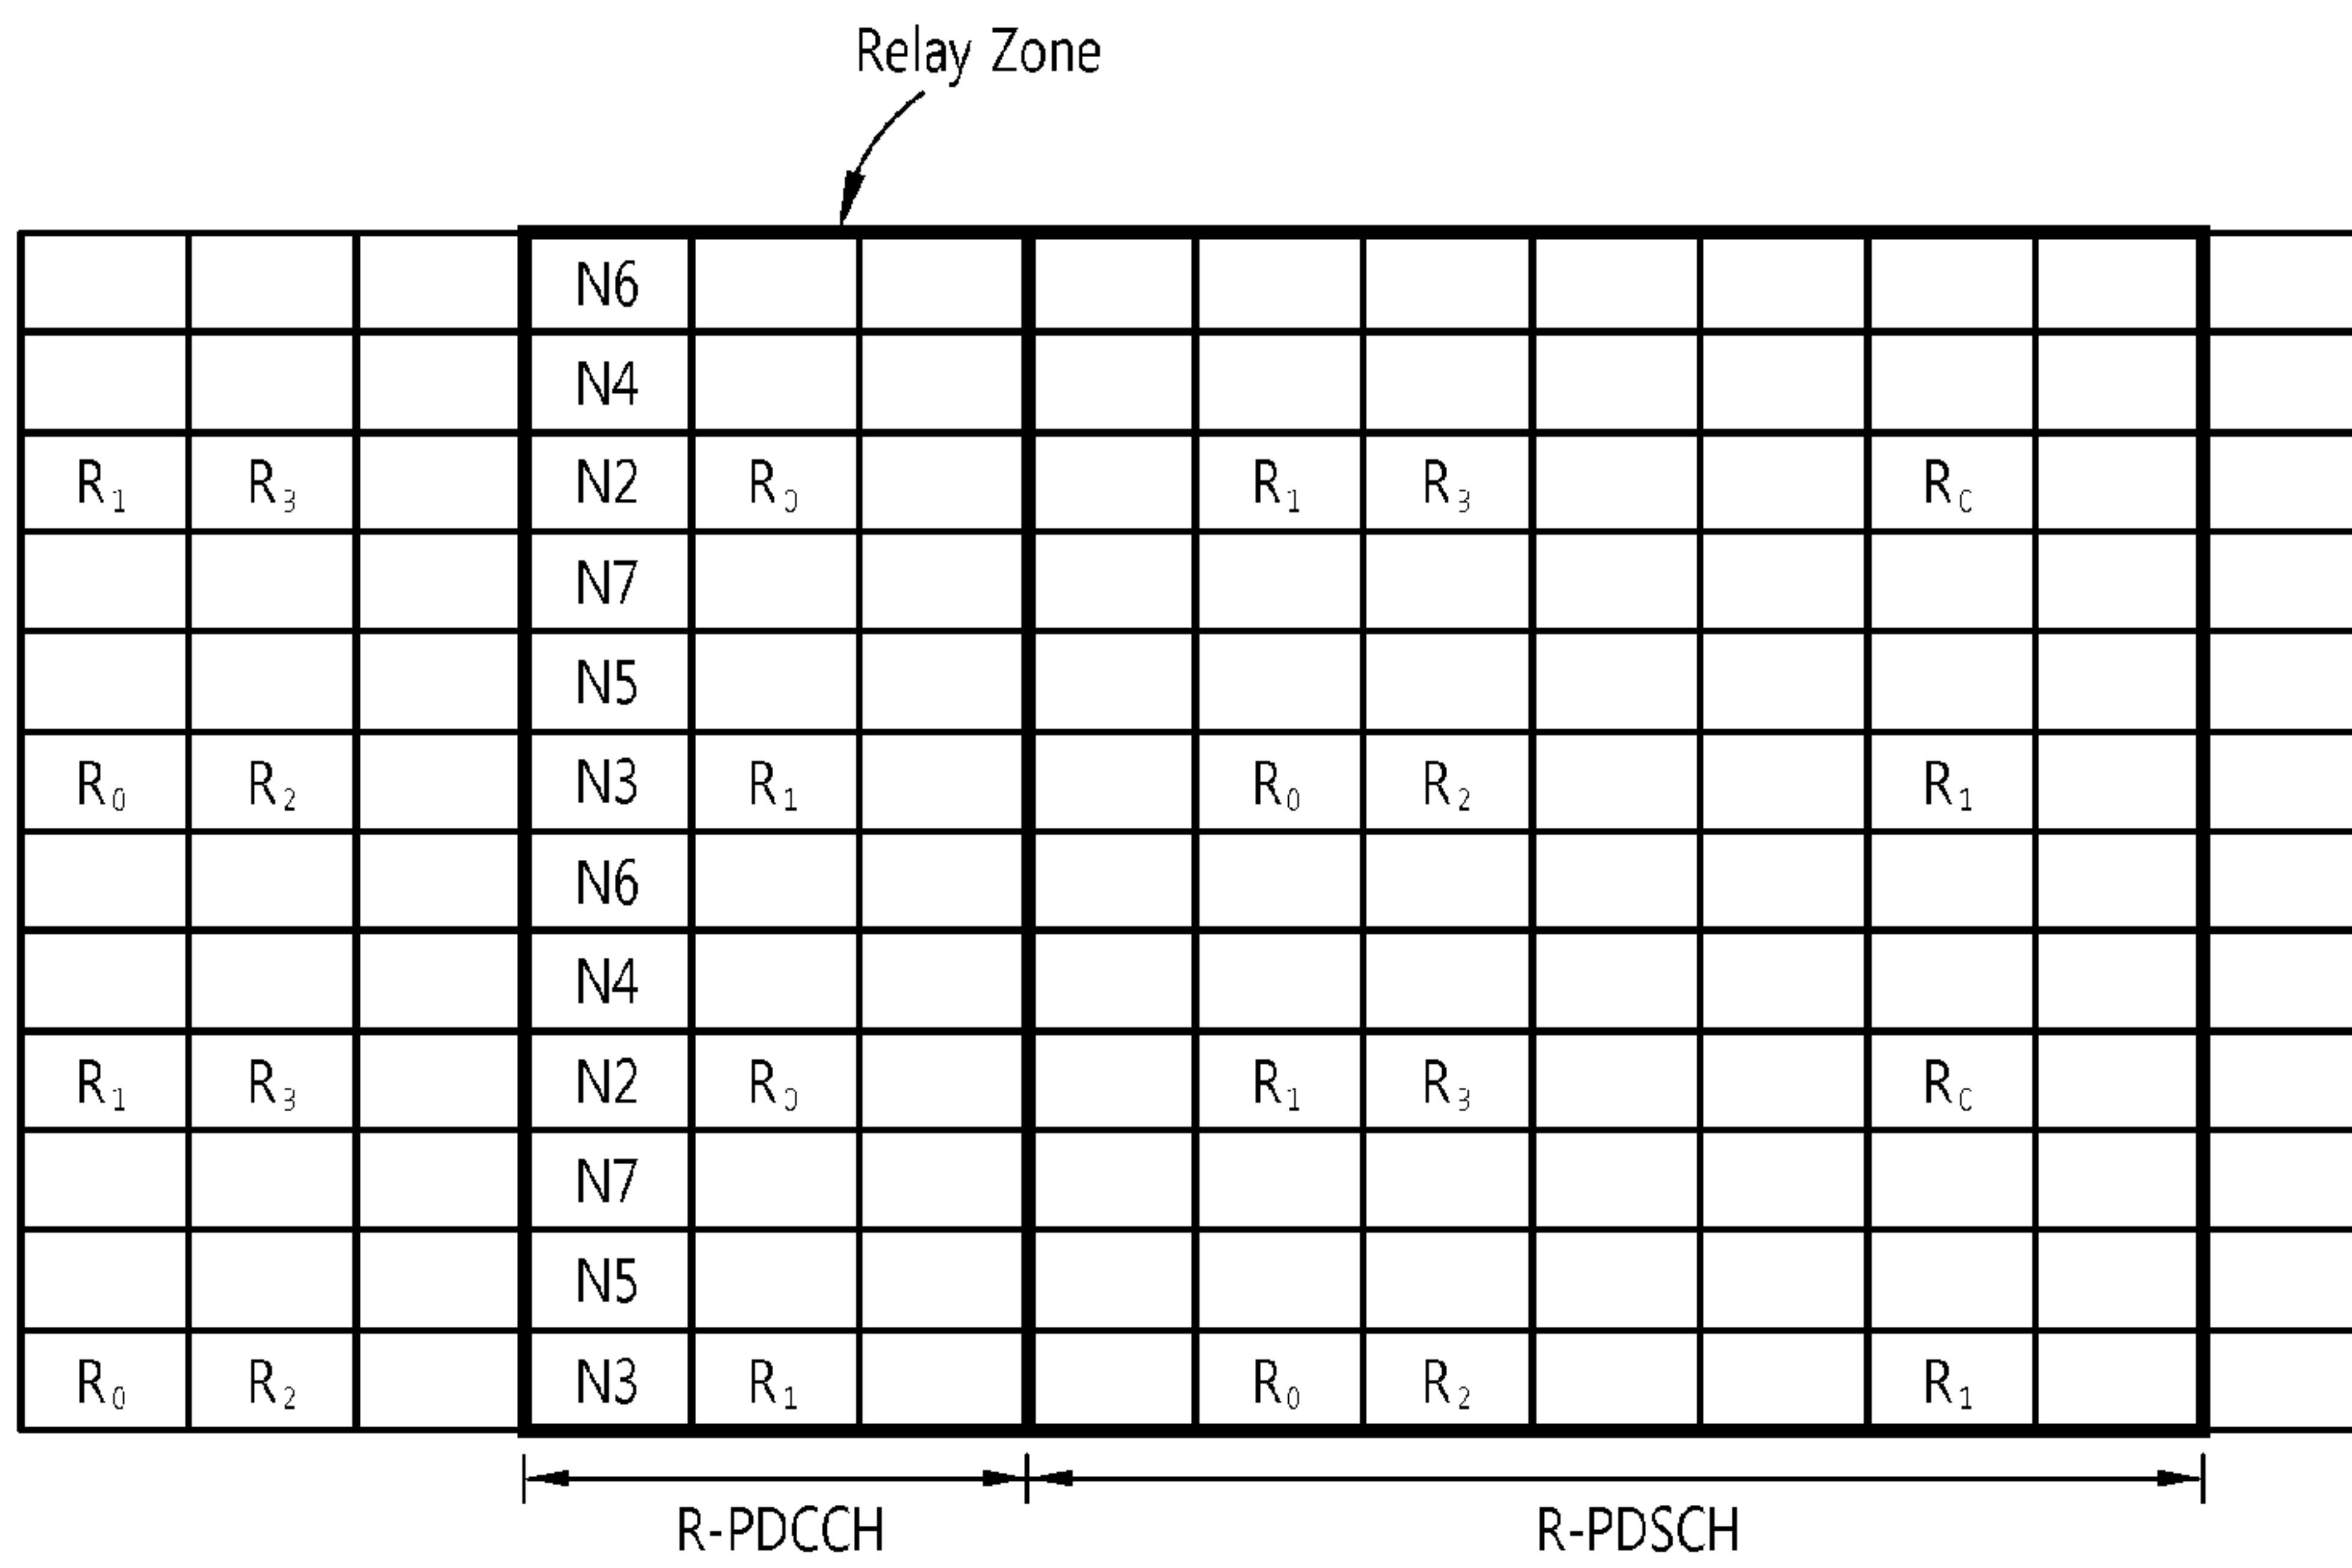 Relay Zone
N6
N4
R1 R3 N2 R0 R1 R3 R0
N7
N5
R0 R2 N3 R1 R0 R2 R1
N6
N4
R1 R3 N2 R0 R1 R3 R0
N7
N5
R0 R2 N3 R1 R0 R2 R1
R-PDCCH R-PDSCH